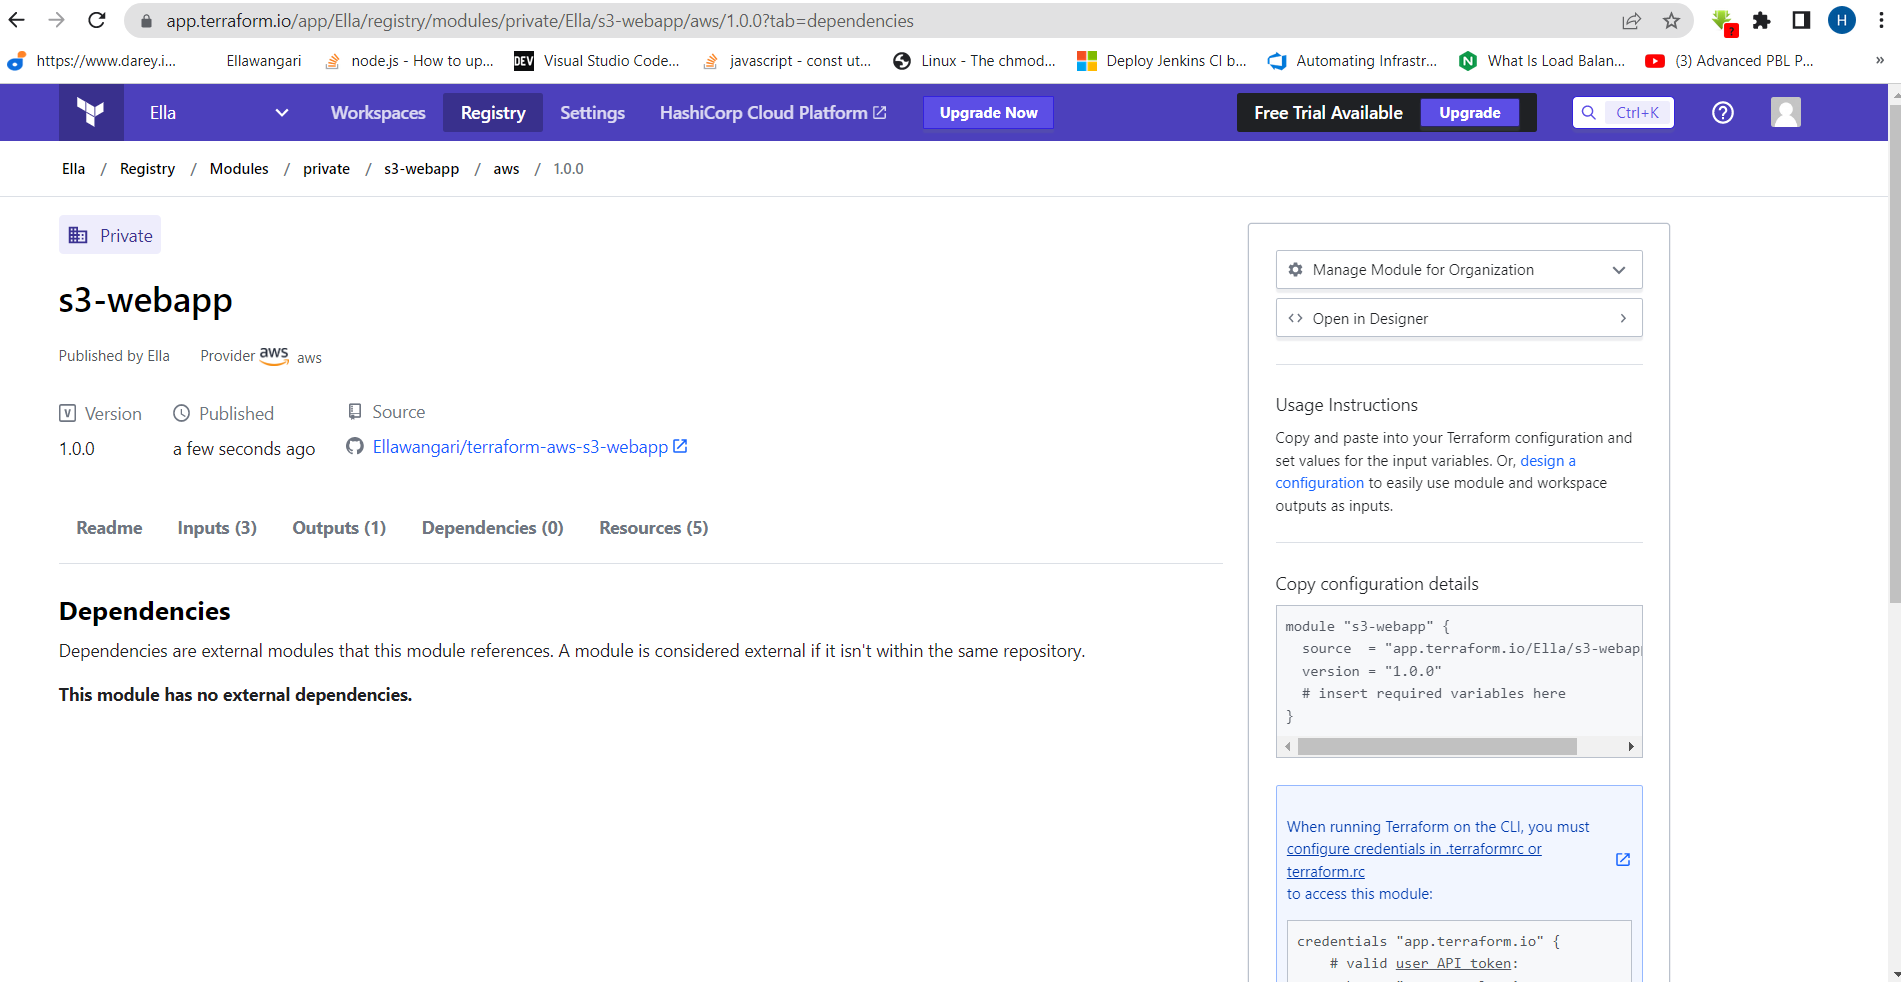 app.terraform.io/app/Ella/registry/modules/private/Ella/s3-webapp/aws/1.0.0?tab=dependencies
?
H
https://www.darey.i... Ellawangari node.js - How to up... DEV Visual Studio Code... javascript - const ut... Linux - The chmod... Deploy Jenkins CI b... Automating Infrastr... N What Is Load Balan... (3) Advanced PBL P... »
Ella Workspaces Registry Settings HashiCorp Cloud Platform Upgrade Now Free Trial Available Upgrade Ctrl+K ?
Ella / Registry / Modules / private / s3-webapp / aws / 1.0.0
Private
s3-webapp
Published by Ella Provider aws aws
V Version Published Source
1.0.0 a few seconds ago Ellawangari/terraform-aws-s3-webapp
Readme Inputs (3) Outputs (1) Dependencies (0) Resources (5)
Dependencies
Dependencies are external modules that this module references. A module is considered external if it isn't within the same repository.
This module has no external dependencies.
Manage Module for Organization
<> Open in Designer
Usage Instructions
Copy and paste into your Terraform configuration and
set values for the input variables. Or, design a
configuration to easily use module and workspace
outputs as inputs.
Copy configuration details
module "s3-webapp" {
source = "app.terraform.io/Ella/s3-webap
version = "1.0.0"
# insert required variables here
}
When running Terraform on the CLI, you must
configure credentials in .terraformrc or
terraform.rc
to access this module:
credentials "app.terraform.io" {
# valid user API token: